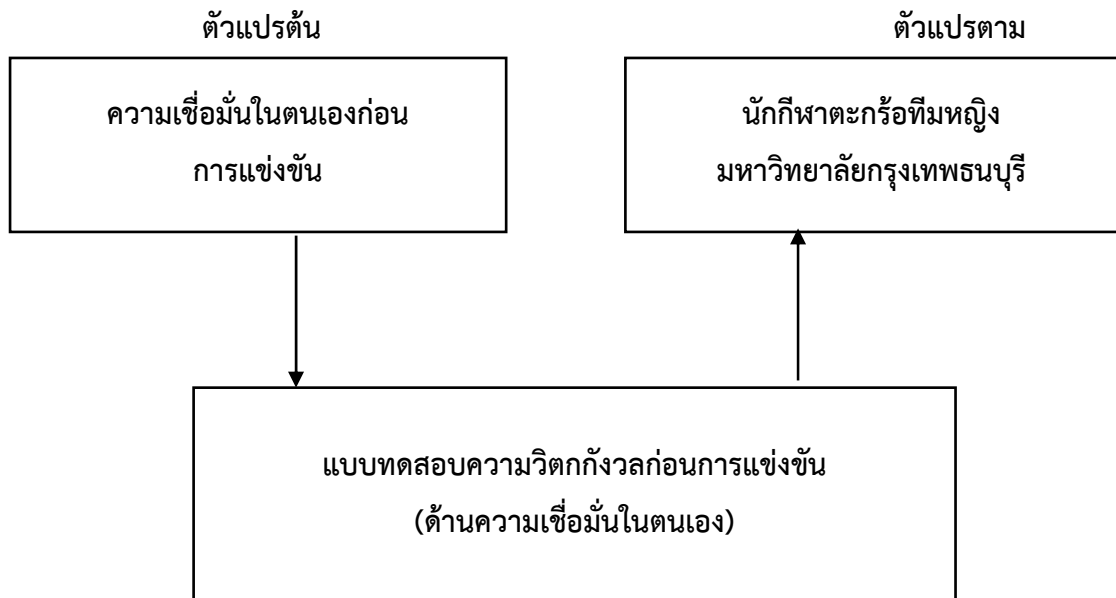 ตัวแปรต้น
ตัวแปรตาม
ความเชื่อมั่นในตนเองก่อน
การแข่งขัน
นักกีฬาตะกร้อทีมหญิง
มหาวิทยาลัยกรุงเทพธนบุรี
แบบทดสอบความวิตกกังวลก่อนการแข่งขัน
(ด้านความเชื่อมั่นในตนเอง)